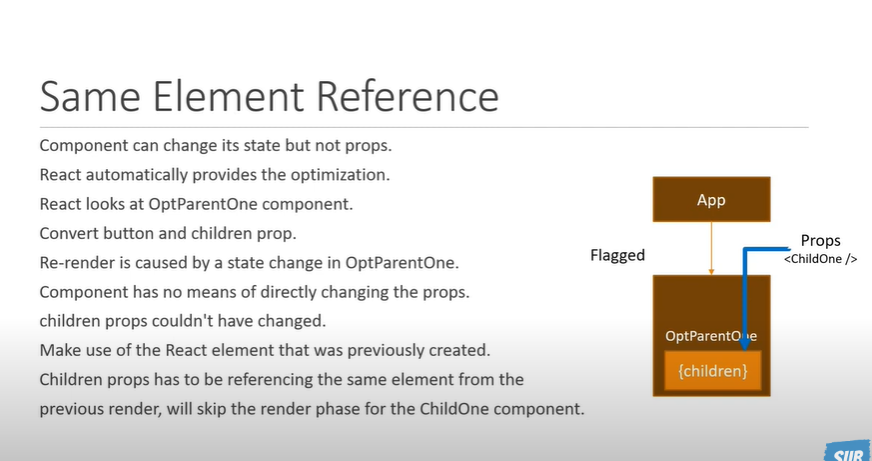 Same Element Reference
Component can change its state but not props.
React automatically provides the optimization.
React looks at OptParentOne component.
Convert button and children prop.
Re-render is caused by a state change in OptParentOne.
Component has no means of directly changing the props.
children props couldn't have changed.
Make use of the React element that was previously created.
Children props has to be referencing the same element from the
previous render, will skip the render phase for the ChildOne component.
App
Flagged
Props
<ChildOne />
OptParentOne
{children}
SUB